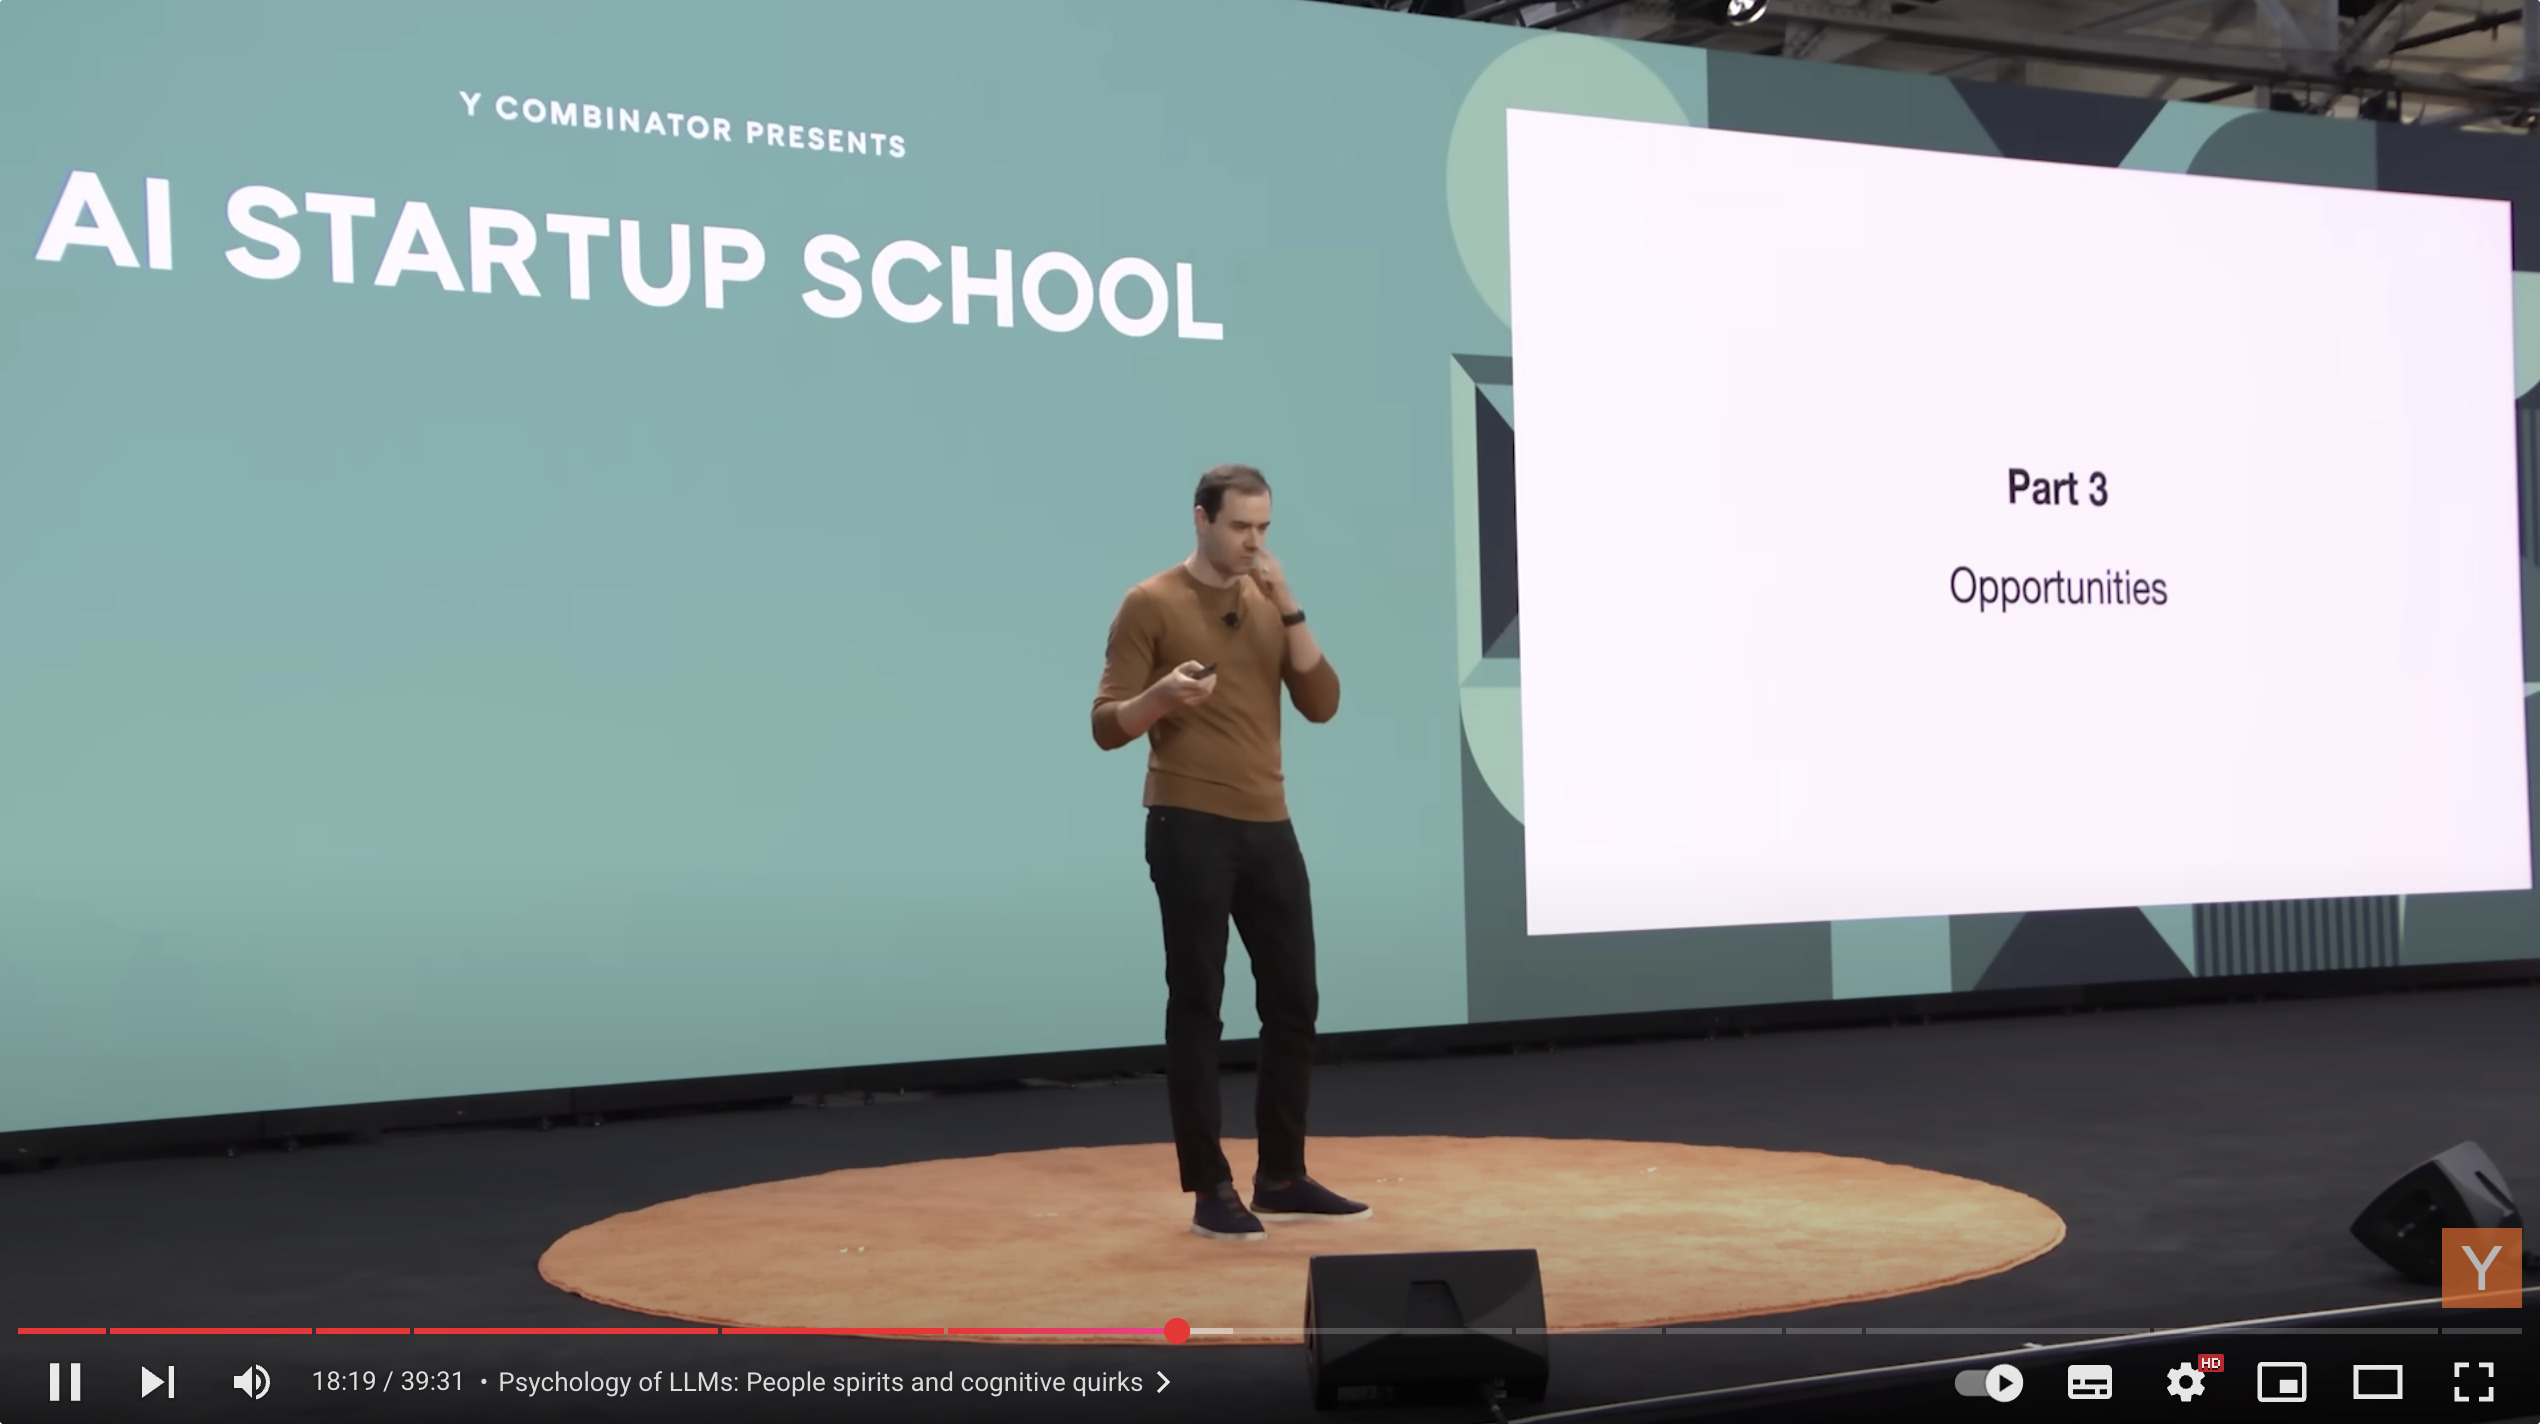 Y COMBINATOR PRESENTS
AI STARTUP SCHOOL
Part 3
Opportunities
Y
18:19 / 39:31 • Psychology of LLMs: People spirits and cognitive quirks
HD